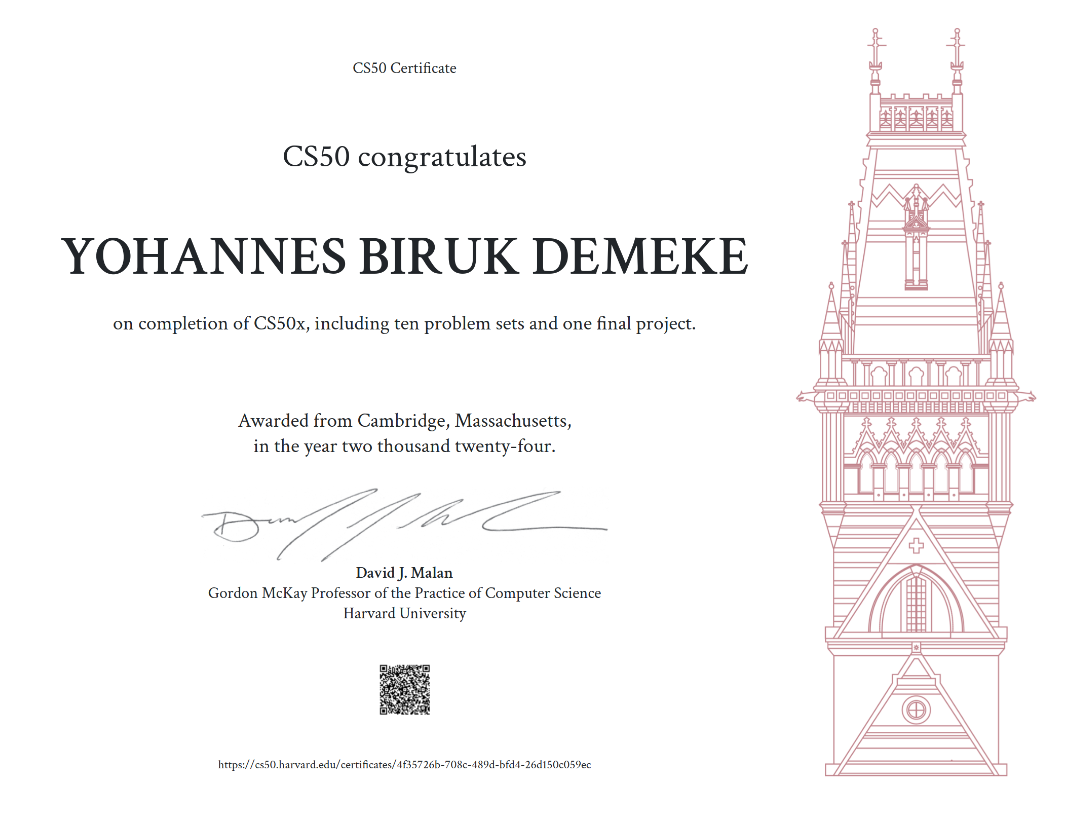 CS50 Certificate
CS50 congratulates
YOHANNES BIRUK DEMEKE
on completion of CS50x, including ten problem sets and one final project.
Awarded from Cambridge, Massachusetts,
in the year two thousand twenty-four.
David J. Malan
Gordon McKay Professor of the Practice of Computer Science
Harvard University
https://cs50.harvard.edu/certificates/4f35726b-708c-489d-bfd4-26d150c059ec